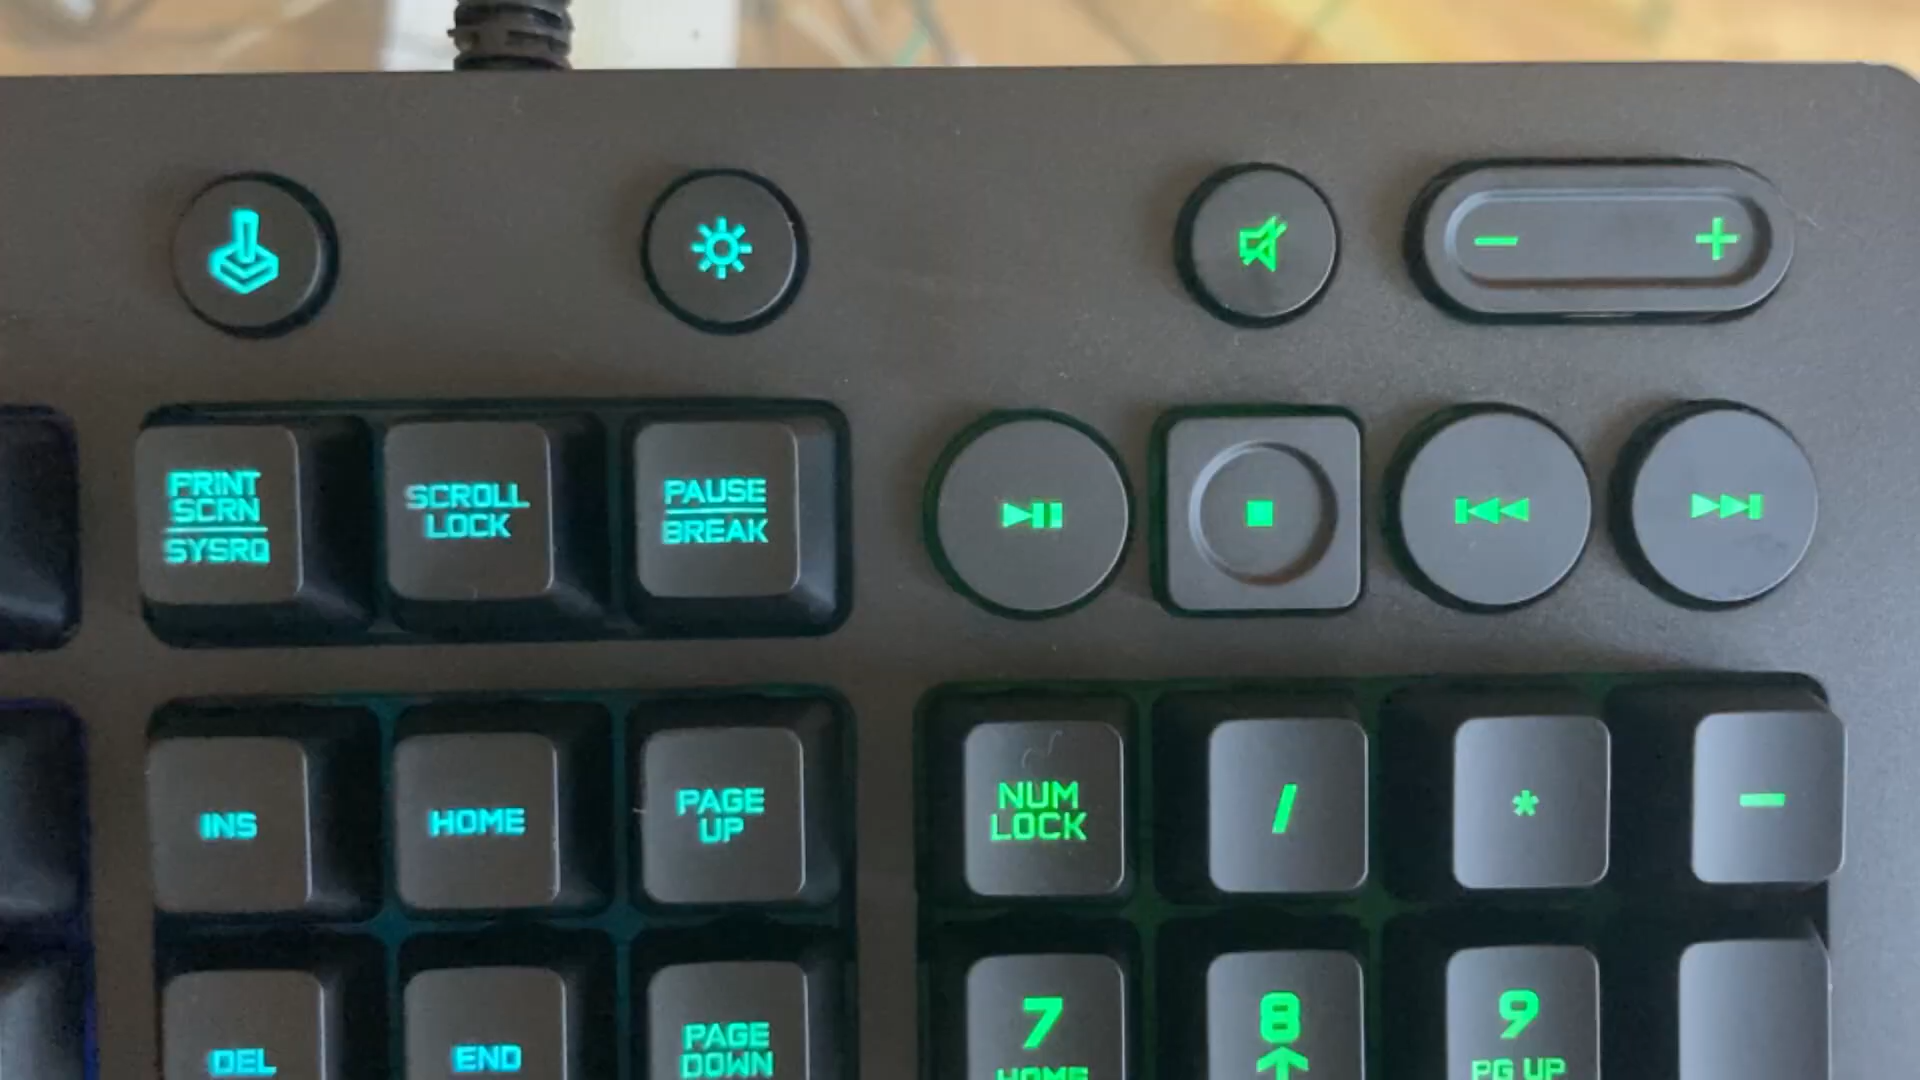 − +
PRINT
SCRN
SYSRQ
SCROLL
LOCK
PAUSE
BREAK
INS
HOME
PAGE
UP
NUM
LOCK
/
*
−
DEL
END
PAGE
DOWN
7
HOME
8
9
PG UP